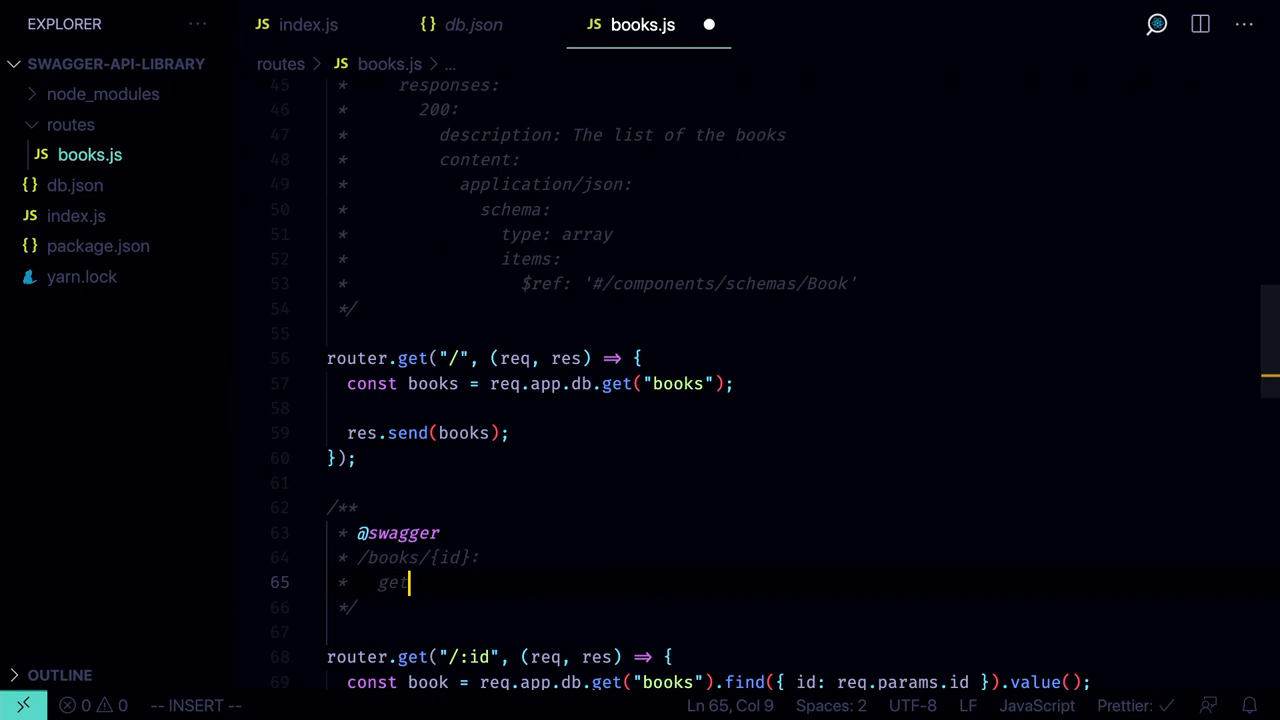 EXPLORER
SWAGGER-API-LIBRARY
node_modules
routes
JS books.js
{} db.json
JS index.js
{} package.json
yarn.lock
OUTLINE
JS index.js {} db.json JS books.js
routes > JS books.js > ...
45 * responses:
46 * 200:
47 * description: The list of the books
48 * content:
49 * application/json:
50 * schema:
51 * type: array
52 * items:
53 * $ref: '#/components/schemas/Book'
54 */
55
56 router.get("/", (req, res) => {
57 const books = req.app.db.get("books");
58
59 res.send(books);
60 });
61
62 /**
63 * @swagger
64 * /books/{id}:
65 * get
66 */
67
68 router.get("/:id", (req, res) => {
69 const book = req.app.db.get("books").find({ id: req.params.id }).value();
0 0 -- INSERT -- Ln 65, Col 9 Spaces: 2 UTF-8 LF JavaScript Prettier: ✓